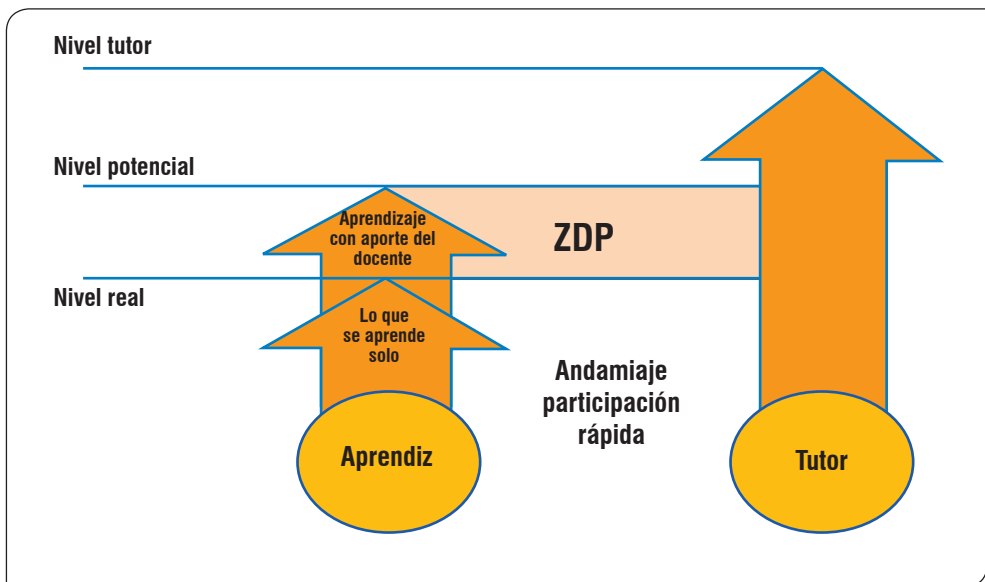 Nivel tutor
Nivel potencial
Aprendizaje
con aporte del
docente
ZDP
Nivel real
Lo que
se aprende
solo
Andamiaje
participación
rápida
Aprendiz
Tutor